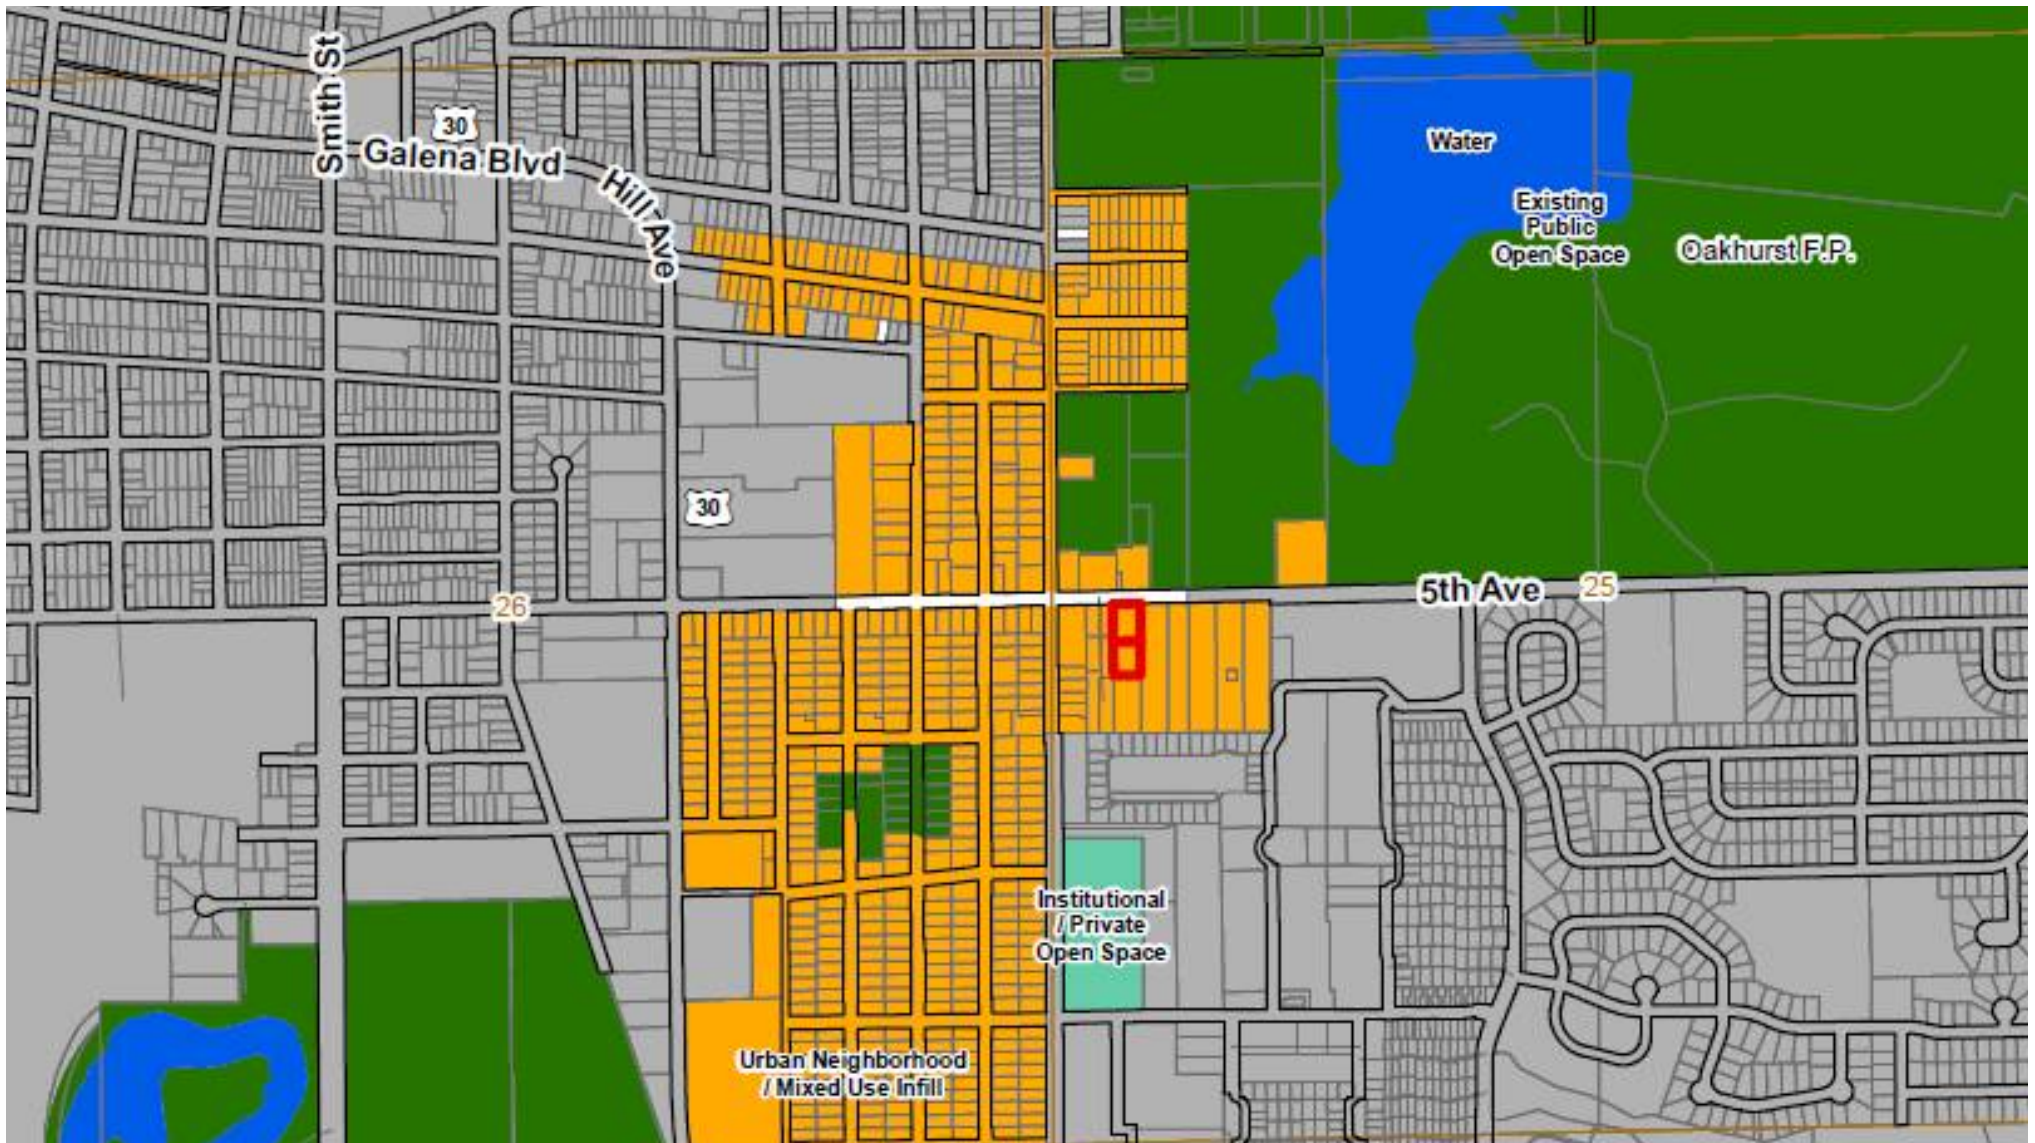 Smith St
30
Galena Blvd
Hill Ave
Water
Existing
Public
Open Space
Oakhurst F.P.
30
26
5th Ave
25
Institutional
/ Private
Open Space
Urban Neighborhood
/ Mixed Use Infill